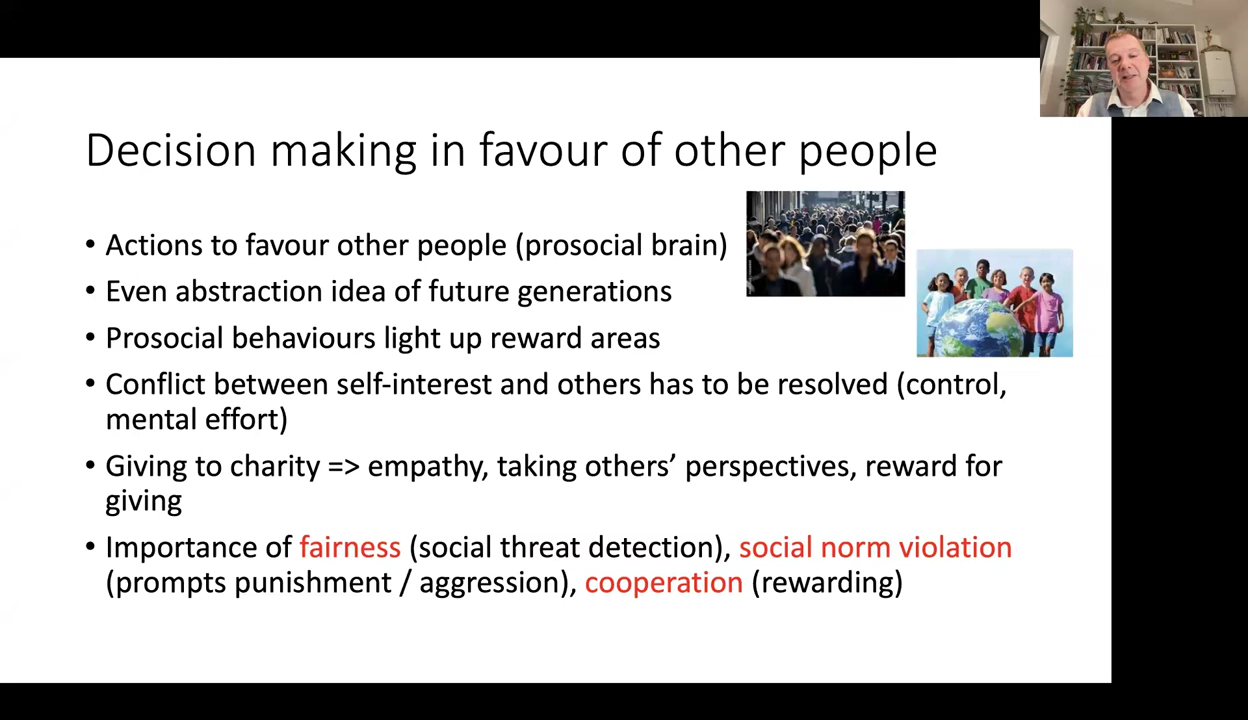 Decision making in favour of other people
• Actions to favour other people (prosocial brain)
• Even abstraction idea of future generations
• Prosocial behaviours light up reward areas
• Conflict between self-interest and others has to be resolved (control,
mental effort)
• Giving to charity => empathy, taking others’ perspectives, reward for
giving
• Importance of fairness (social threat detection), social norm violation
(prompts punishment / aggression), cooperation (rewarding)